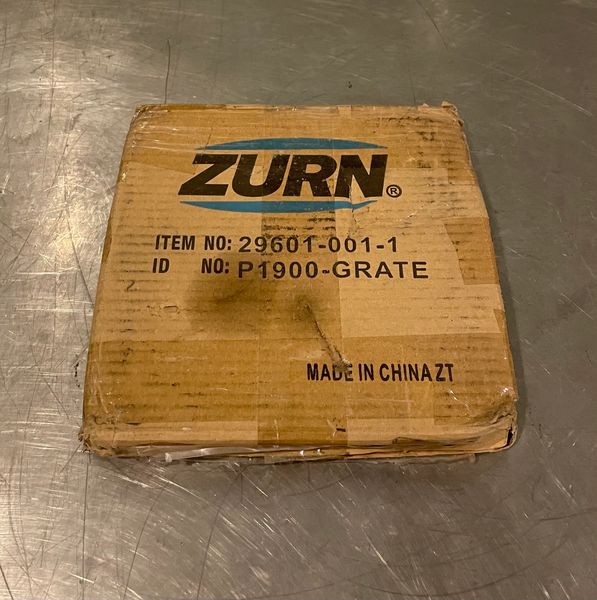 ZURN®
ITEM NO: 29601-001-1
ID NO: P1900-GRATE
MADE IN CHINA ZT